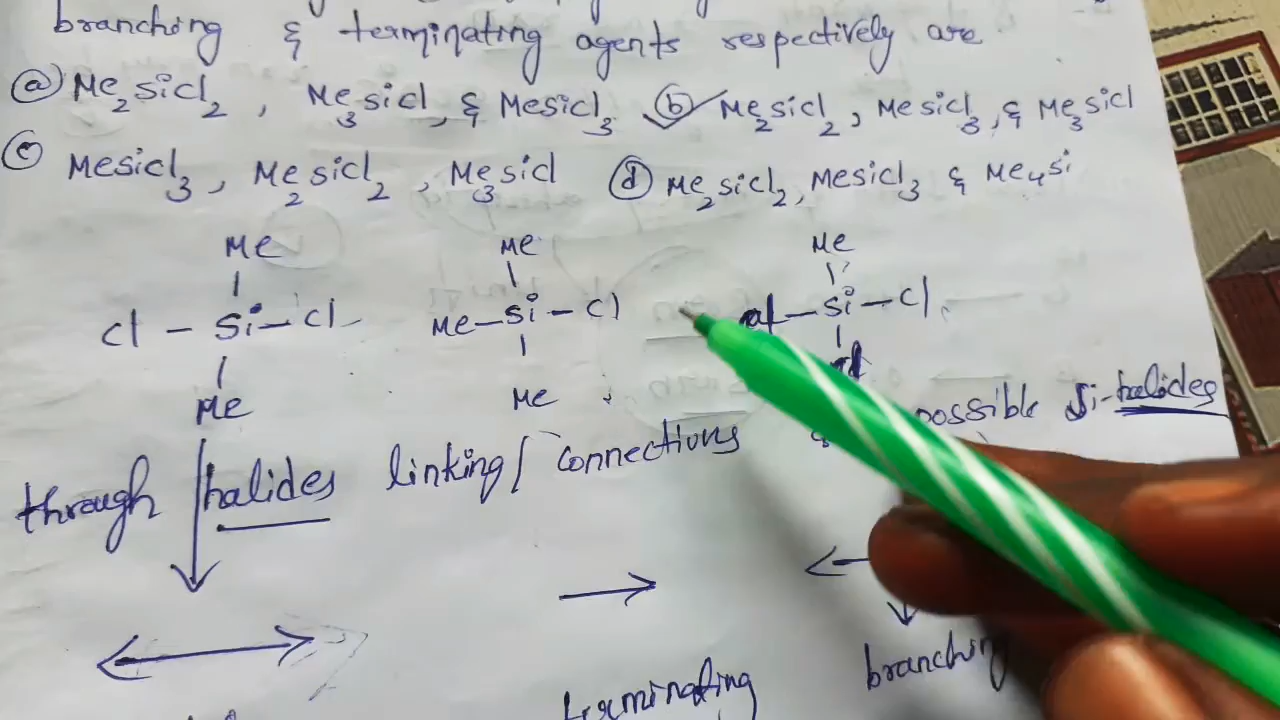 branching & terminating agents respectively are
(a) Me2SiCl2, Me3SiCl, & MeSiCl3 (b) Me2SiCl2, MeSiCl3, & Me3SiCl
(c) MeSiCl3, Me2SiCl2, Me3SiCl (d) Me2SiCl2, MeSiCl3 & Me4Si
Me Me Me
Cl – Si – Cl Me – Si – Cl – Si – Cl
Me Me
possible Si-halides
through halides linking/connections
terminating branching